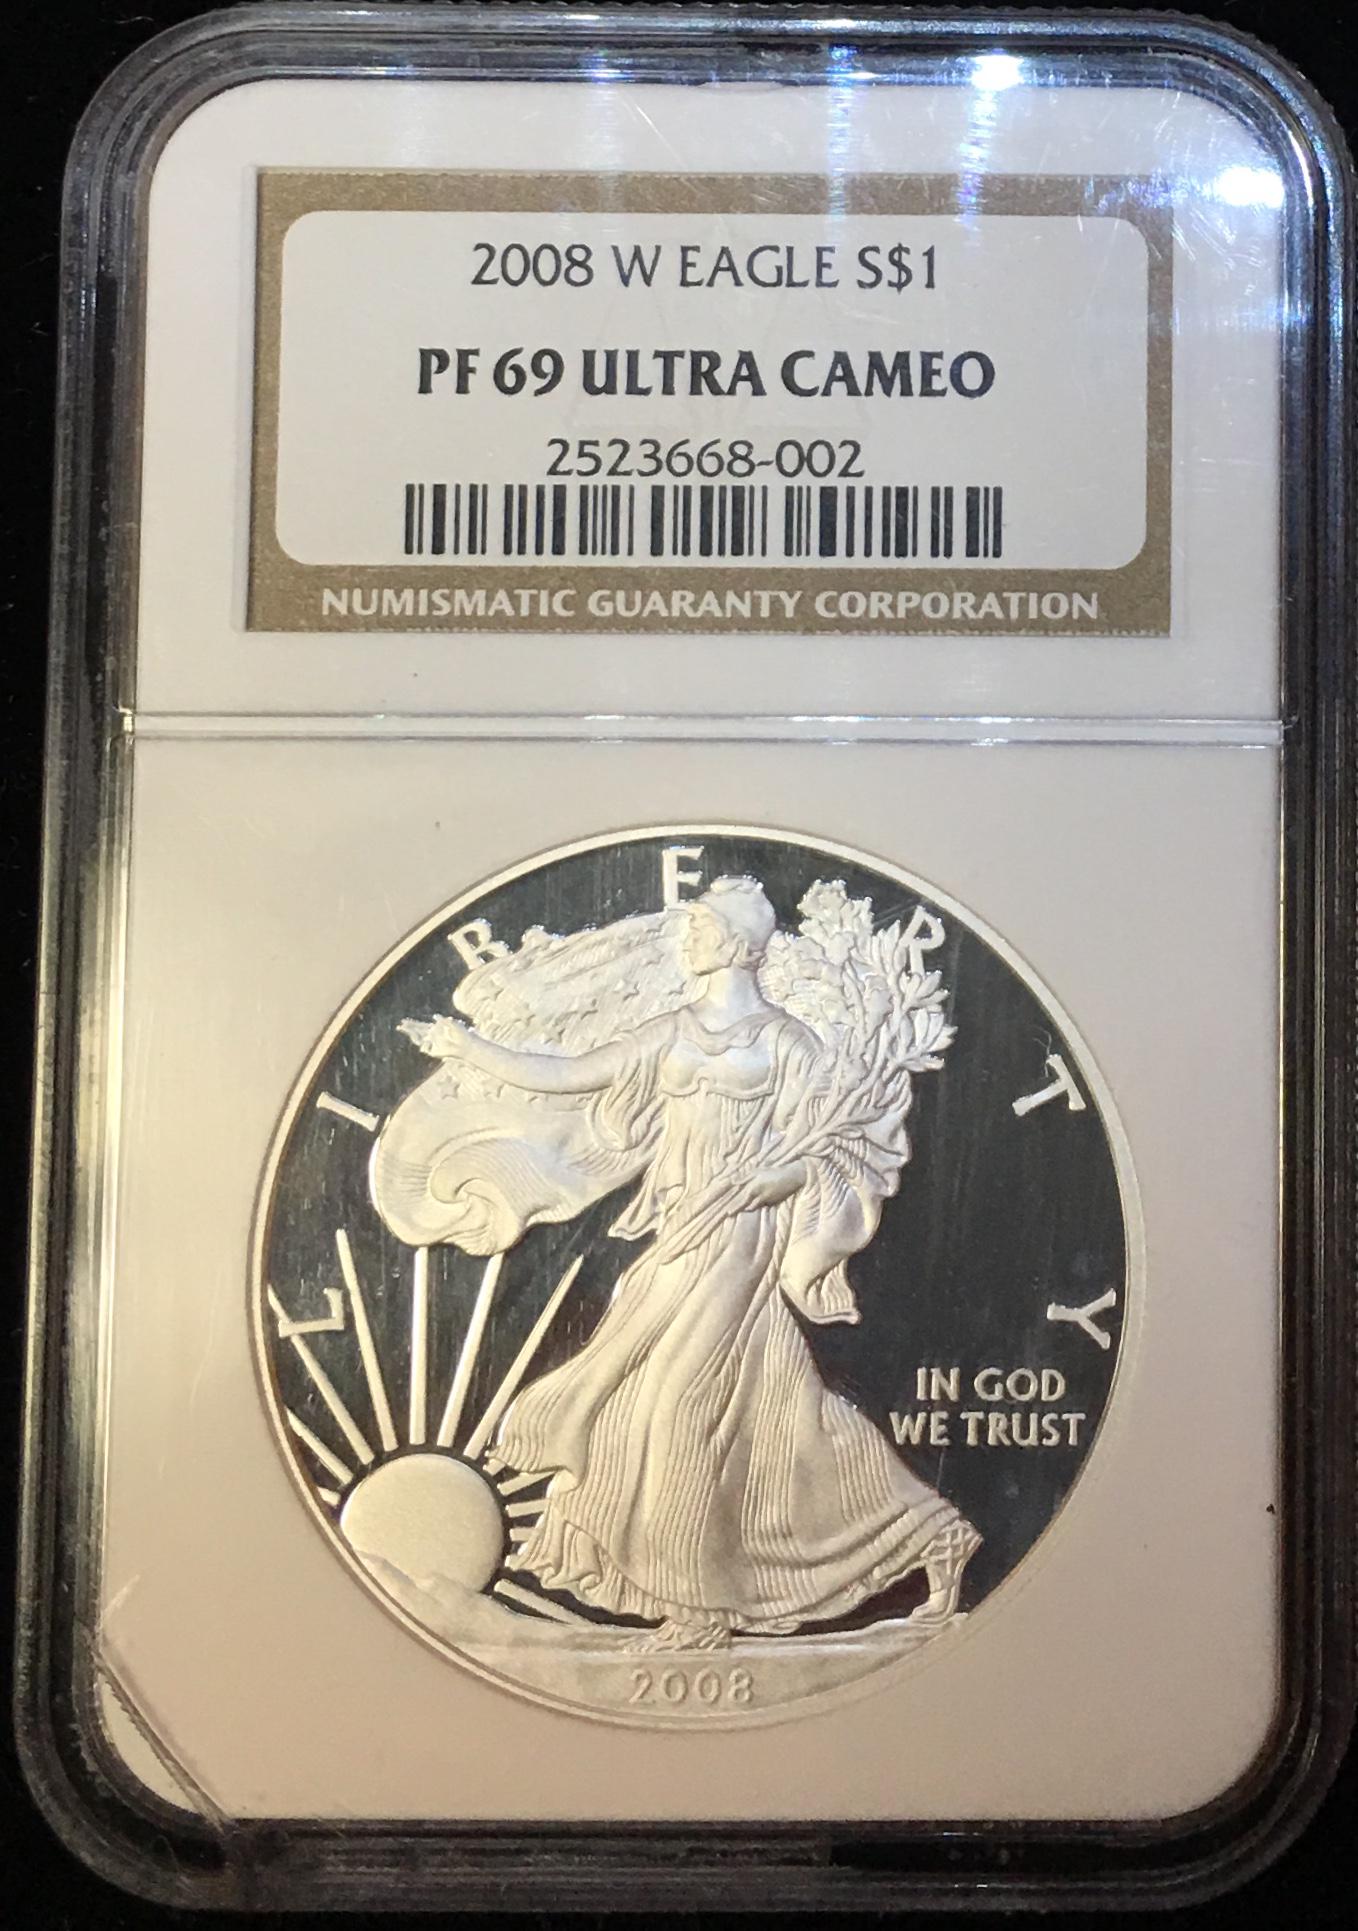 2008 W EAGLE S$1
PF 69 ULTRA CAMEO
2523668-002
NUMISMATIC GUARANTY CORPORATION
LIBERTY
IN GOD
WE TRUST
2008